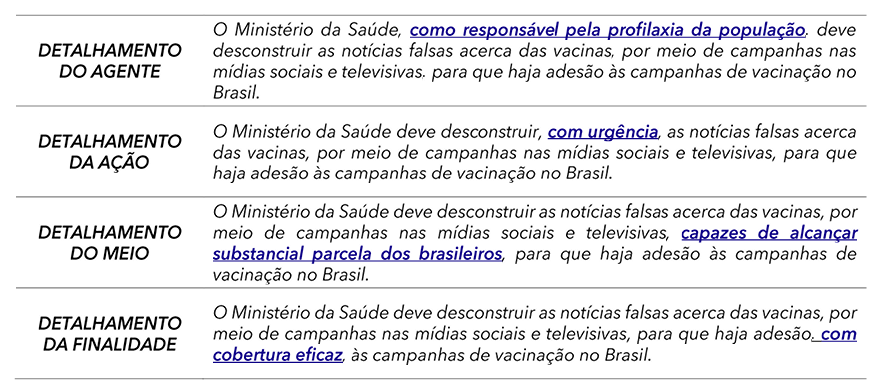 DETALHAMENTO
DO AGENTE
O Ministério da Saúde, como responsável pela profilaxia da população. deve
desconstruir as notícias falsas acerca das vacinas, por meio de campanhas nas
mídias sociais e televisivas. para que haja adesão às campanhas de vacinação no
Brasil.
DETALHAMENTO
DA AÇÃO
O Ministério da Saúde deve desconstruir, com urgência, as notícias falsas acerca
das vacinas, por meio de campanhas nas mídias sociais e televisivas, para que
haja adesão às campanhas de vacinação no Brasil.
DETALHAMENTO
DO MEIO
O Ministério da Saúde deve desconstruir as notícias falsas acerca das vacinas, por
meio de campanhas nas mídias sociais e televisivas, capazes de alcançar
substancial parcela dos brasileiros, para que haja adesão às campanhas de
vacinação no Brasil.
DETALHAMENTO
DA FINALIDADE
O Ministério da Saúde deve desconstruir as notícias falsas acerca das vacinas, por
meio de campanhas nas mídias sociais e televisivas, para que haja adesão. com
cobertura eficaz, às campanhas de vacinação no Brasil.